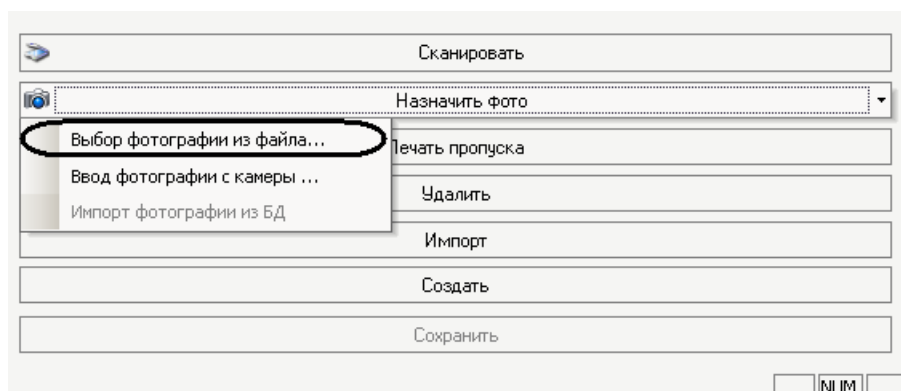 Сканировать
Назначить фото
Выбор фотографии из файла...
Печать пропуска
Ввод фотографии с камеры ...
Удалить
Импорт фотографии из БД
Импорт
Создать
Сохранить
NUM